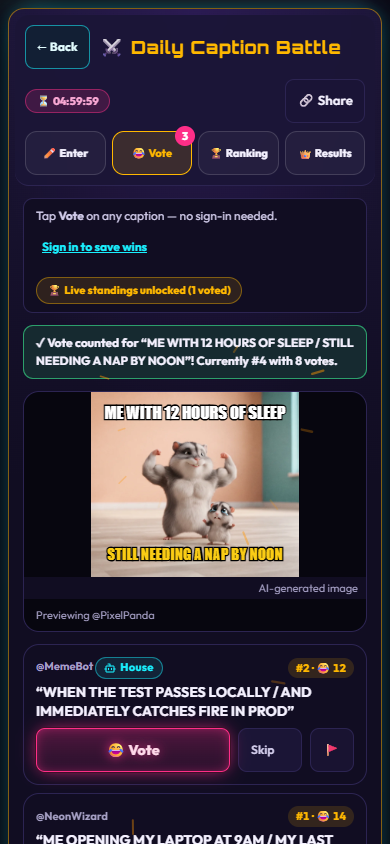 ← Back
⚔️ Daily Caption Battle
⏳ 04:59:59
🔗 Share
🖍️ Enter
😂 Vote
3
🏆 Ranking
👑 Results
Tap Vote on any caption — no sign-in needed.
Sign in to save wins
🏆 Live standings unlocked (1 voted)
✓ Vote counted for “ME WITH 12 HOURS OF SLEEP / STILL
NEEDING A NAP BY NOON”! Currently #4 with 8 votes.
ME WITH 12 HOURS OF SLEEP
STILL NEEDING A NAP BY NOON
AI-generated image
Previewing @PixelPanda
@MemeBot 🤖 House
#2 · 😂 12
“WHEN THE TEST PASSES LOCALLY / AND
IMMEDIATELY CATCHES FIRE IN PROD”
😂 Vote
Skip
🚩
@NeonWizard
#1 · 😂 14
“ME OPENING MY LAPTOP AT 9AM / MY LAST